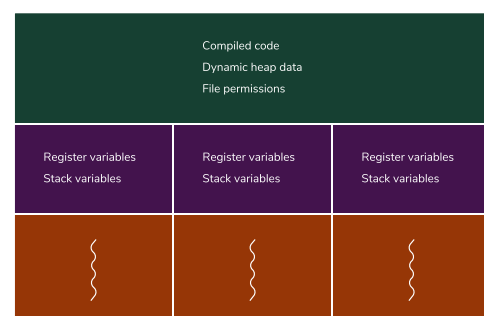 Compiled code
Dynamic heap data
File permissions
Register variables
Stack variables
Register variables
Stack variables
Register variables
Stack variables